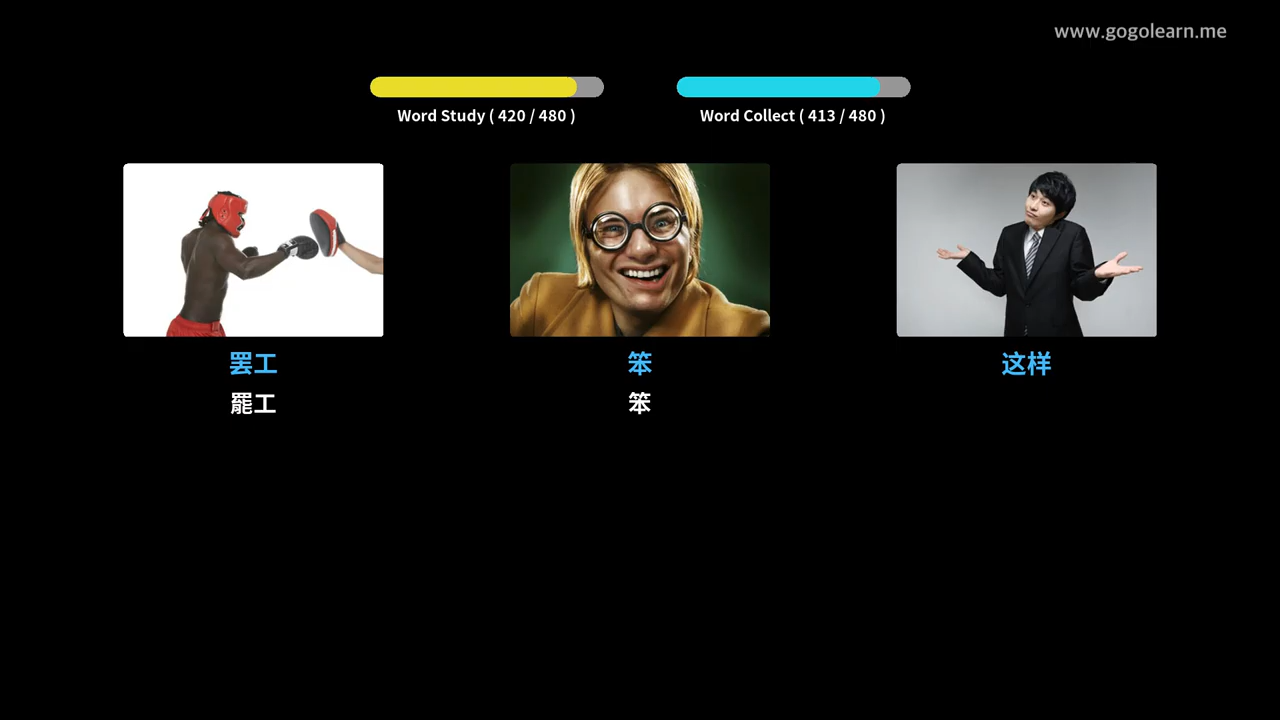 www.gogolearn.me
Word Study ( 420 / 480 )
Word Collect ( 413 / 480 )
罢工
笨
这样
罷工
笨